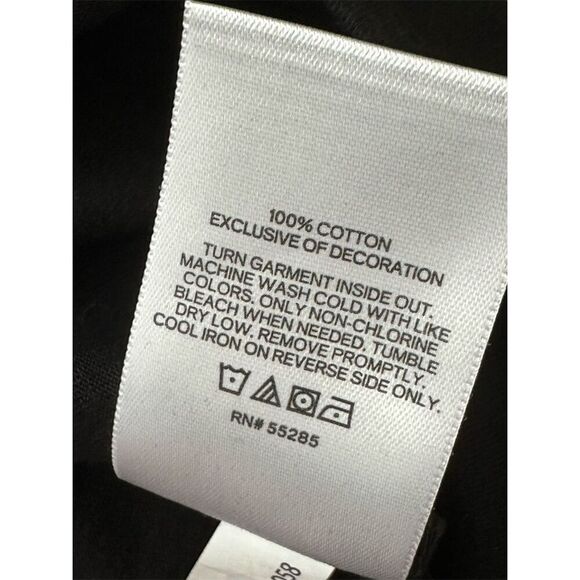 100% COTTON
EXCLUSIVE OF DECORATION
TURN GARMENT INSIDE OUT.
MACHINE WASH COLD WITH LIKE
COLORS. ONLY NON-CHLORINE
BLEACH WHEN NEEDED. TUMBLE
DRY LOW. REMOVE PROMPTLY.
COOL IRON ON REVERSE SIDE ONLY.
RN# 55285
058